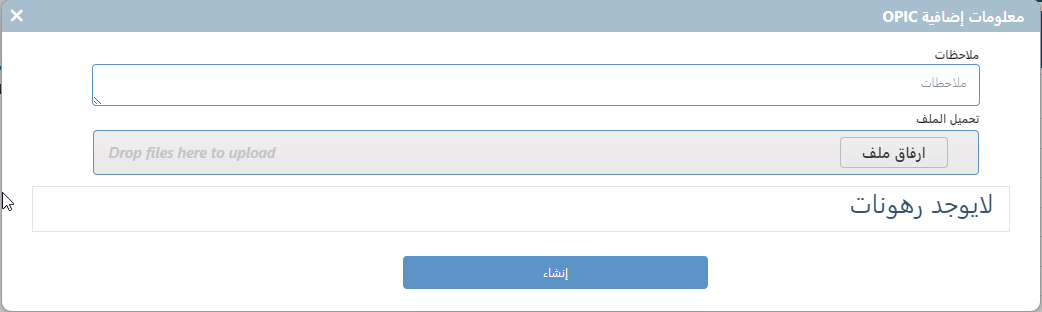 معلومات إضافية OPIC
ملاحظات
ملاحظات
تحميل الملف
ارفاق ملف Drop files here to upload
لايوجد رهونات
إنشاء